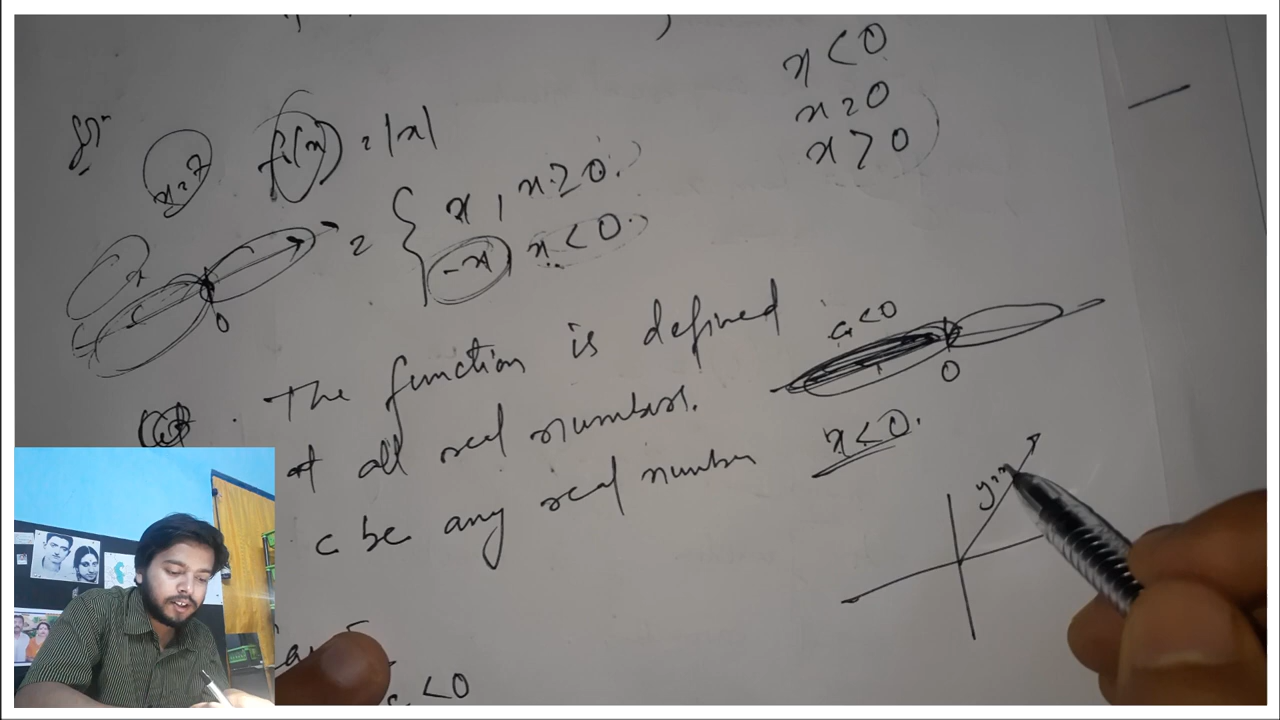 x < 0
x = 0
x > 0
f(x) = |x|
x = ?
= { x, x ≥ 0.
-x, x < 0.
0
The function is defined
at all real numbers.
c be any real number
c < 0
0
x < 0.
y = x
c < 0